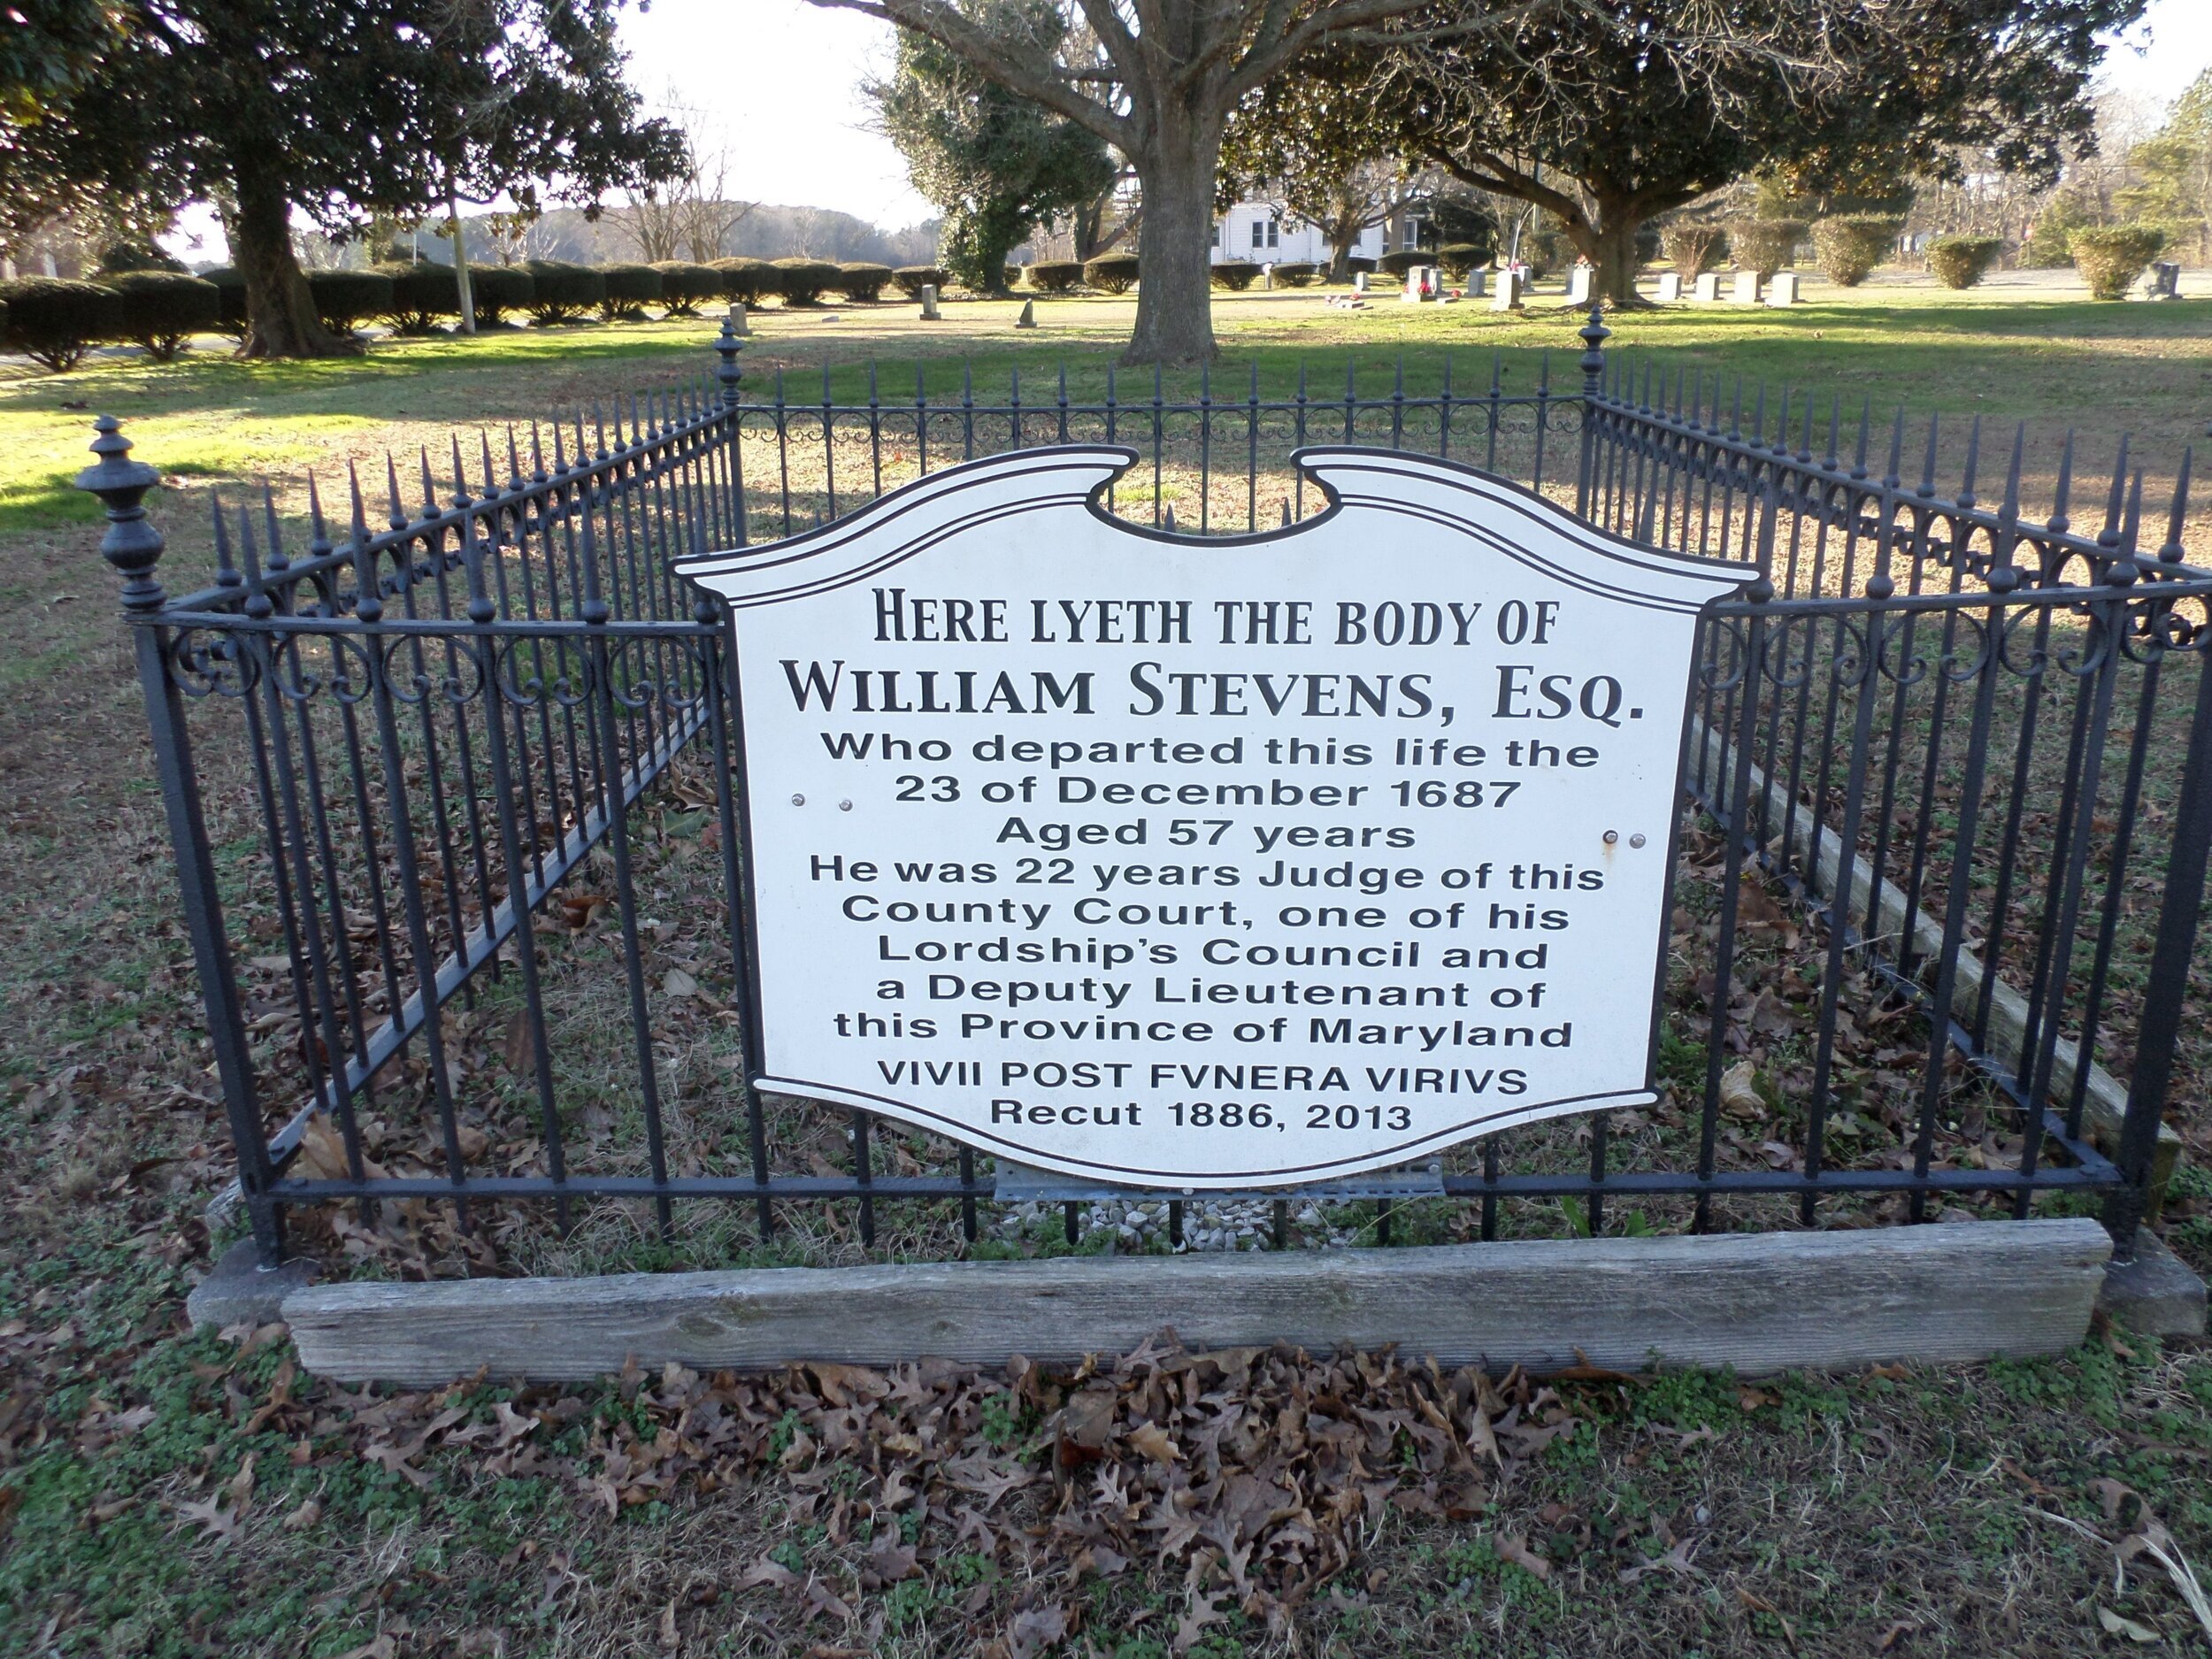 HERE LYETH THE BODY OF
WILLIAM STEVENS, ESQ.
Who departed this life the
23 of December 1687
Aged 57 years
He was 22 years Judge of this
County Court, one of his
Lordship's Council and
a Deputy Lieutenant of
this Province of Maryland
VIVII POST FVNERA VIRIVS
Recut 1886, 2013